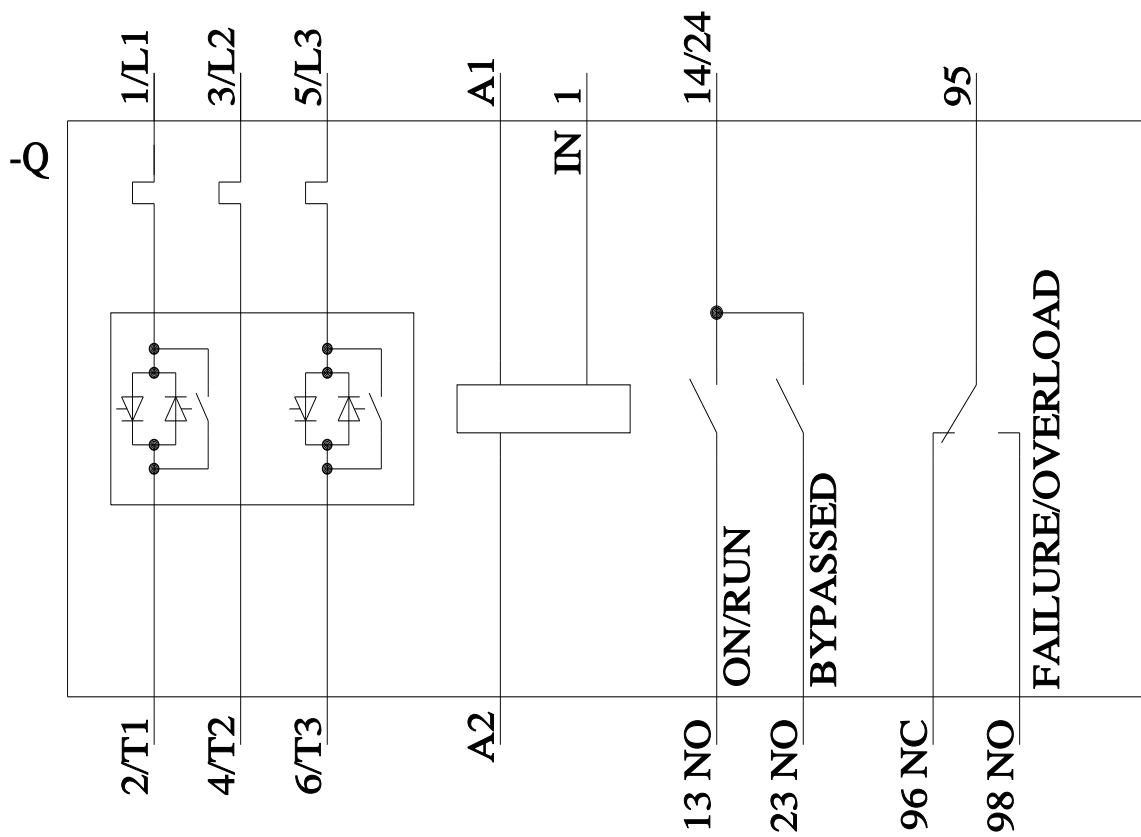 -Q
1/L1
3/L2
5/L3
A1
1
IN
14/24
95
ON/RUN
BYPASSED
FAILURE/OVERLOAD
2/T1
4/T2
6/T3
A2
13 NO
23 NO
96 NC
98 NO